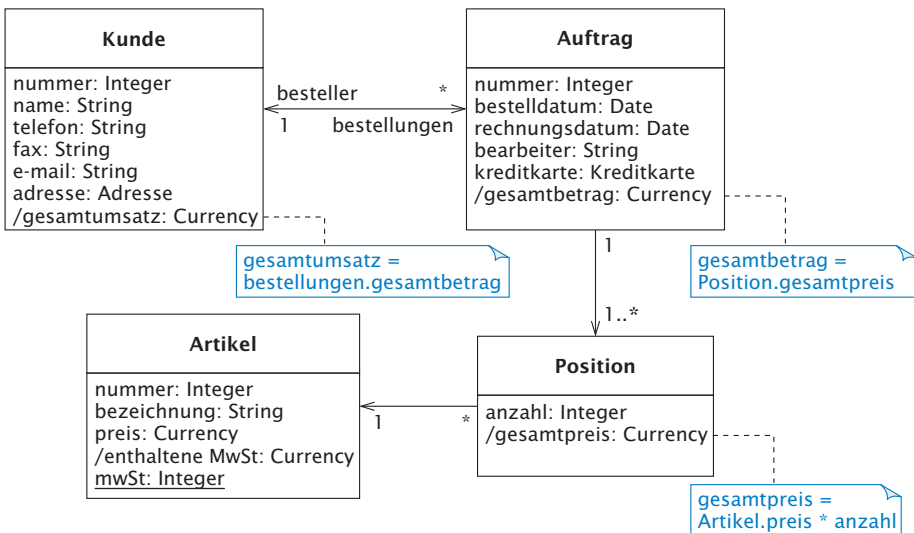 Kunde
nummer: Integer
name: String
telefon: String
fax: String
e-mail: String
adresse: Adresse
/gesamtumsatz: Currency
besteller *
1 bestellungen
Auftrag
nummer: Integer
bestelldatum: Date
rechnungsdatum: Date
bearbeiter: String
kreditkarte: Kreditkarte
/gesamtbetrag: Currency
gesamtumsatz =
bestellungen.gesamtbetrag
1
1..*
gesamtbetrag =
Position.gesamtpreis
Artikel
nummer: Integer
bezeichnung: String
preis: Currency
/enthaltene MwSt: Currency
mwSt: Integer
1 *
Position
anzahl: Integer
/gesamtpreis: Currency
gesamtpreis =
Artikel.preis * anzahl